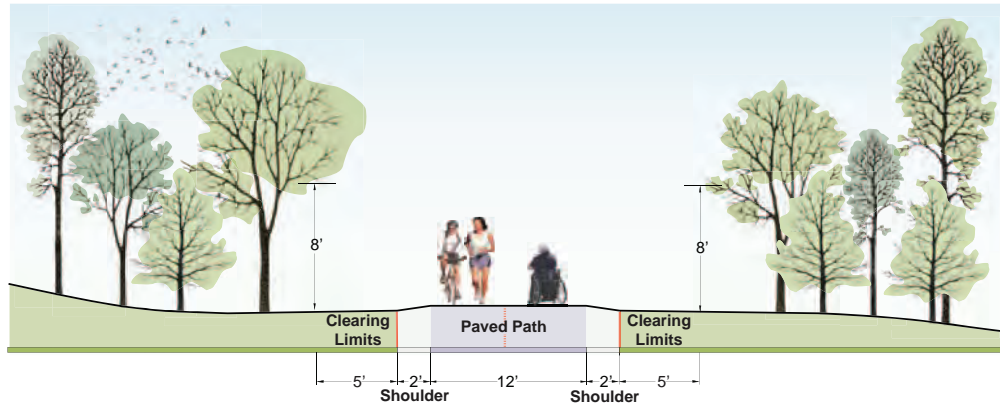 8’
8’
Clearing
Limits
Paved Path
Clearing
Limits
5’ 2’ 12’ 2’ 5’
Shoulder Shoulder